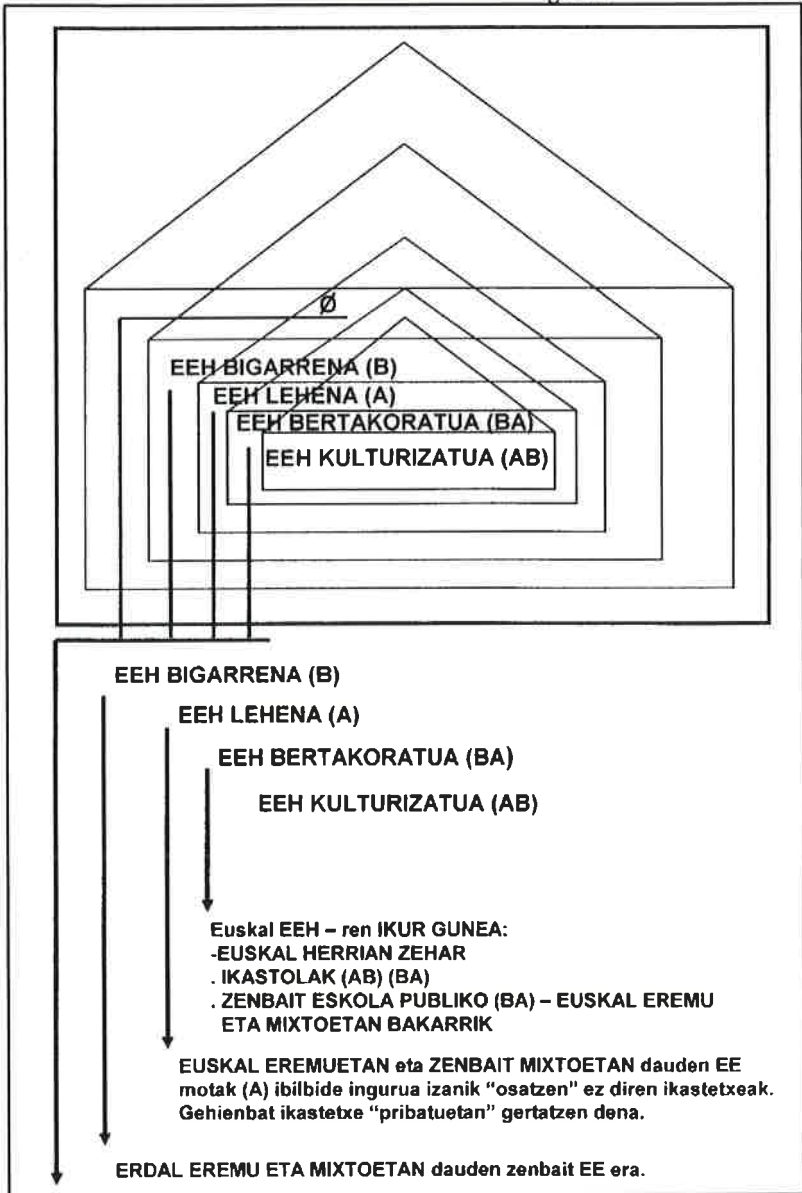 Ø
EEH BIGARRENA (B)
EEH LEHENA (A)
EEH BERTAKORATUA (BA)
EEH KULTURIZATUA (AB)
EEH BIGARRENA (B)
EEH LEHENA (A)
EEH BERTAKORATUA (BA)
EEH KULTURIZATUA (AB)
Euskal EEH – ren IKUR GUNEA:
-EUSKAL HERRIAN ZEHAR
. IKASTOLAK (AB) (BA)
. ZENBAIT ESKOLA PUBLIKO (BA) – EUSKAL EREMU
ETA MIXTOETAN BAKARRIK
EUSKAL EREMUETAN eta ZENBAIT MIXTOETAN dauden EE
motak (A) ibilbide ingurua izanik "osatzen" ez diren ikastetxeak.
Gehienbat ikastetxe "pribatuetan" gertatzen dena.
ERDAL EREMU ETA MIXTOETAN dauden zenbait EE era.